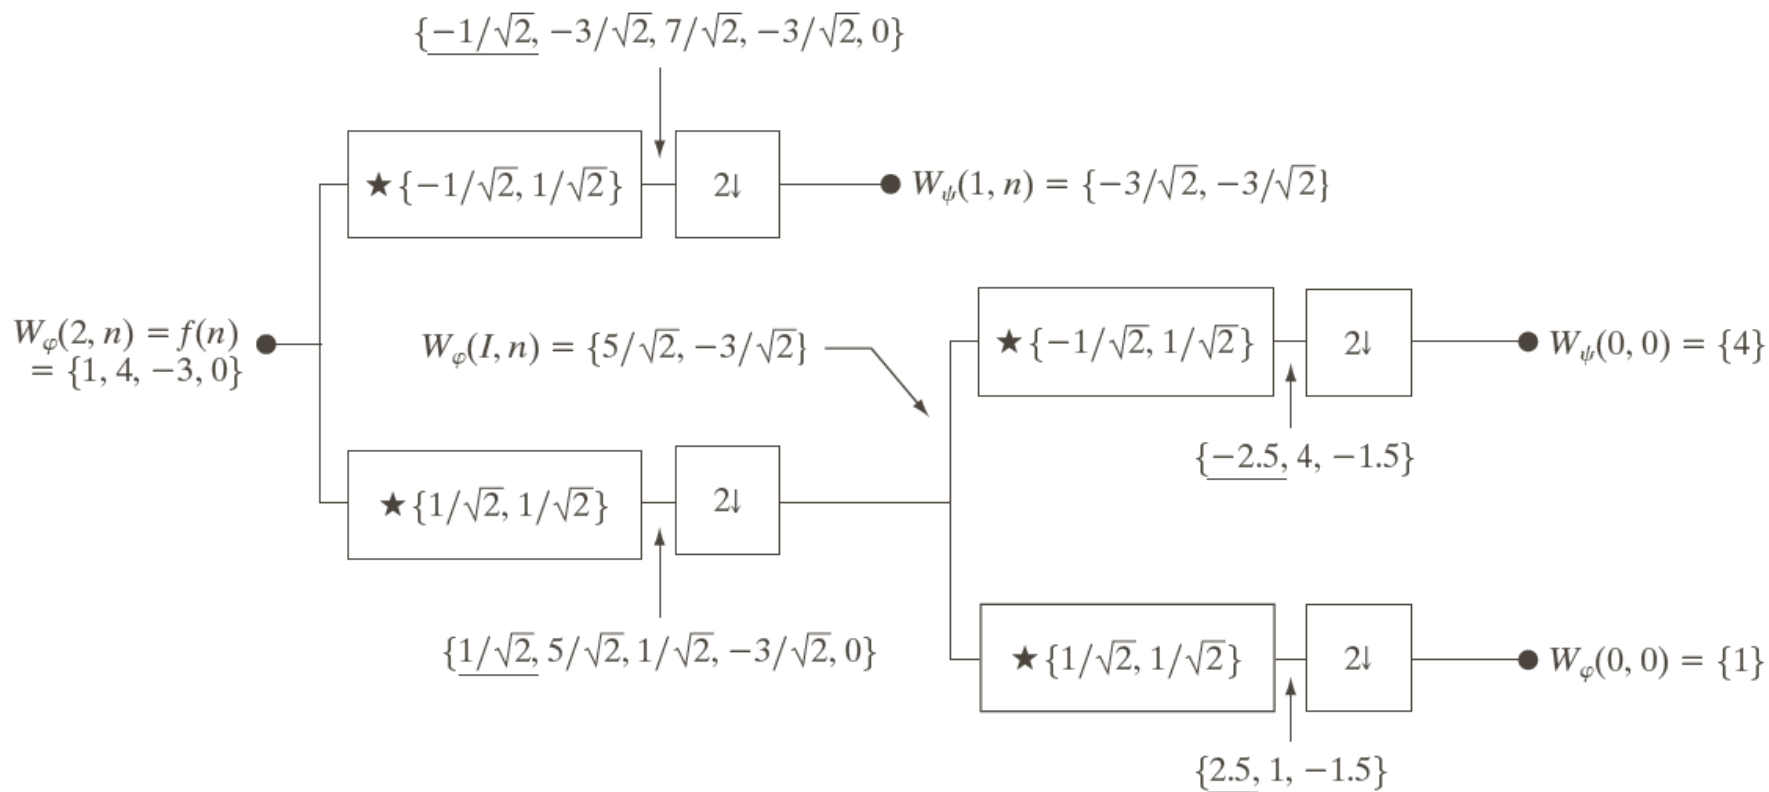 {−1/√2, −3/√2, 7/√2, −3/√2, 0}
★{−1/√2, 1/√2}
2↓
W_ψ(1, n) = {−3/√2, −3/√2}
W_φ(2, n) = f(n)
= {1, 4, −3, 0}
W_φ(I, n) = {5/√2, −3/√2}
★{−1/√2, 1/√2}
2↓
W_ψ(0, 0) = {4}
{−2.5, 4, −1.5}
★{1/√2, 1/√2}
2↓
{1/√2, 5/√2, 1/√2, −3/√2, 0}
★{1/√2, 1/√2}
2↓
W_φ(0, 0) = {1}
{2.5, 1, −1.5}